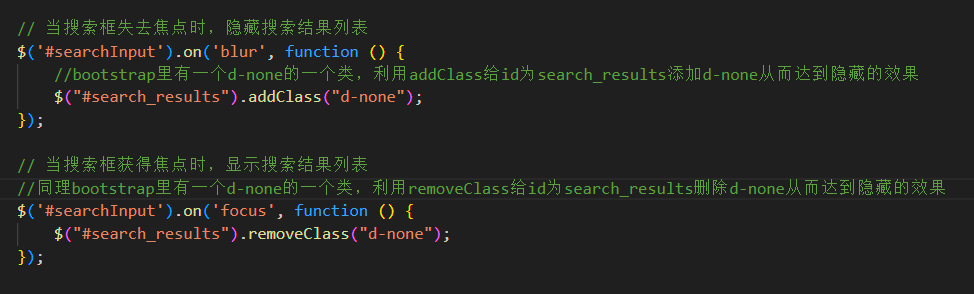 // 当搜索框失去焦点时，隐藏搜索结果列表
$('#searchInput').on('blur', function () {
//bootstrap里有一个d-none的一个类，利用addClass给id为search_results添加d-none从而达到隐藏的效果
$("#search_results").addClass("d-none");
});
// 当搜索框获得焦点时，显示搜索结果列表
//同理bootstrap里有一个d-none的一个类，利用removeClass给id为search_results删除d-none从而达到隐藏的效果
$('#searchInput').on('focus', function () {
$("#search_results").removeClass("d-none");
});